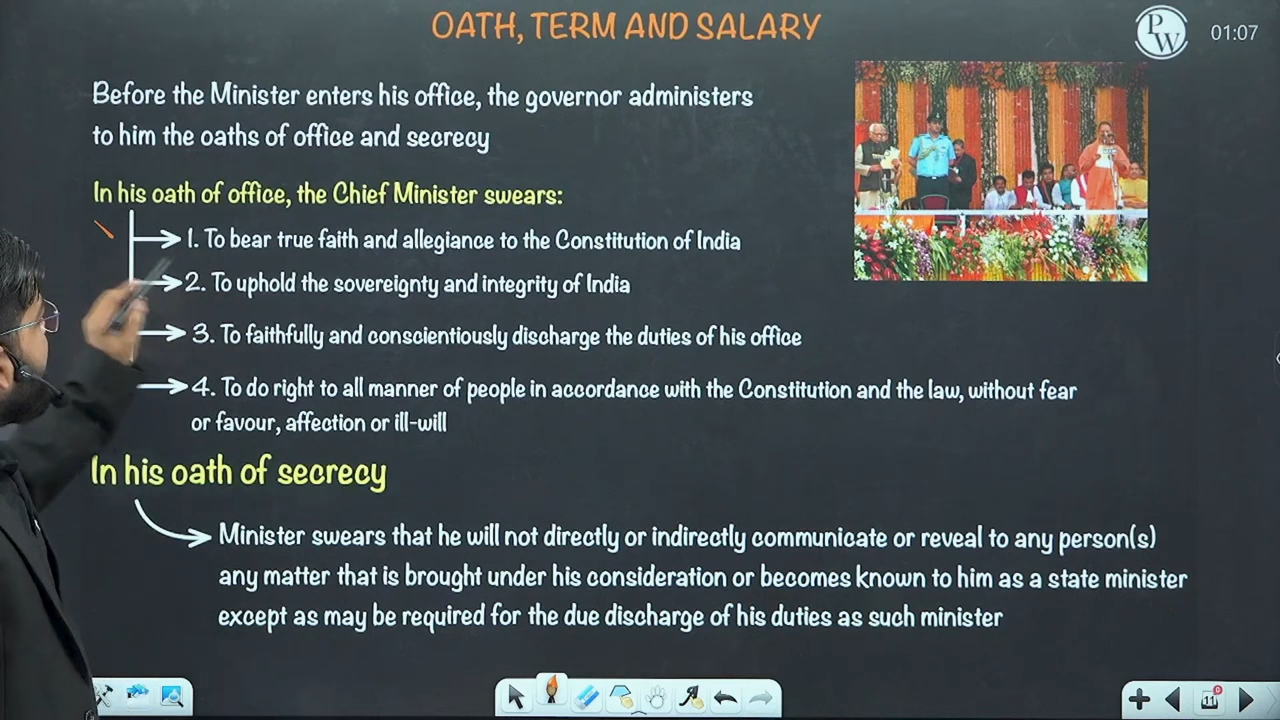 OATH, TERM AND SALARY
PW
01:07
Before the Minister enters his office, the governor administers
to him the oaths of office and secrecy
In his oath of office, the Chief Minister swears:
1. To bear true faith and allegiance to the Constitution of India
2. To uphold the sovereignty and integrity of India
3. To faithfully and conscientiously discharge the duties of his office
4. To do right to all manner of people in accordance with the Constitution and the law, without fear
or favour, affection or ill-will
In his oath of secrecy
Minister swears that he will not directly or indirectly communicate or reveal to any person(s)
any matter that is brought under his consideration or becomes known to him as a state minister
except as may be required for the due discharge of his duties as such minister
11